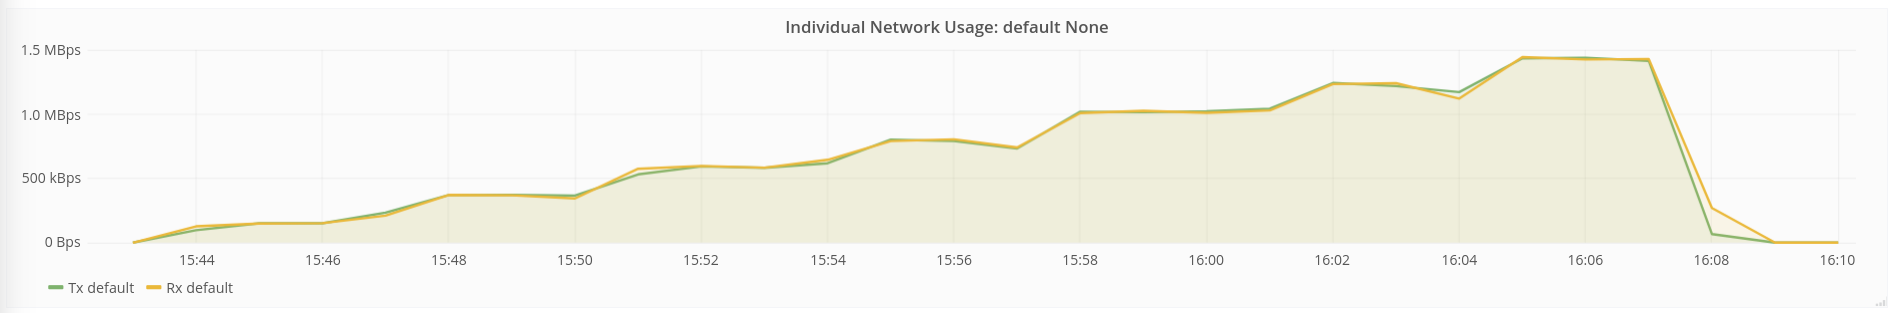 Individual Network Usage: default None
1.5 MBps
1.0 MBps
500 kBps
0 Bps
15:44 15:46 15:48 15:50 15:52 15:54 15:56 15:58 16:00 16:02 16:04 16:06 16:08 16:10
Tx default Rx default